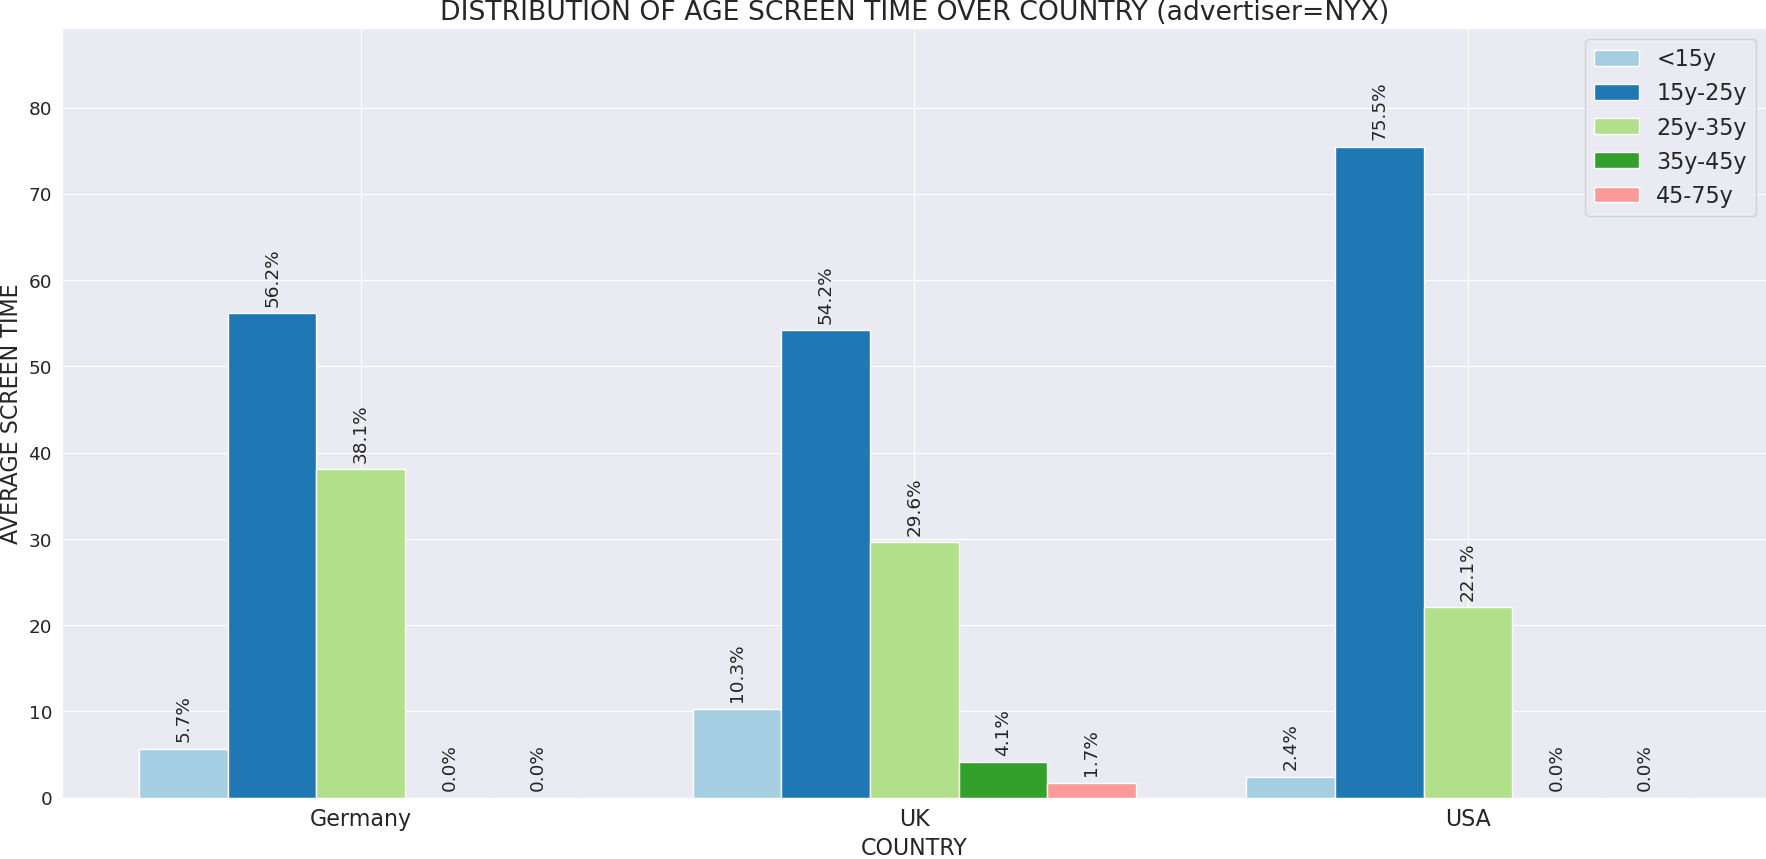 DISTRIBUTION OF AGE SCREEN TIME OVER COUNTRY (advertiser=NYX)
<15y
15y-25y
25y-35y
35y-45y
45-75y
AVERAGE SCREEN TIME
80
70
60
50
40
30
20
10
0
5.7%
56.2%
38.1%
0.0%
0.0%
10.3%
54.2%
29.6%
4.1%
1.7%
2.4%
75.5%
22.1%
0.0%
0.0%
Germany
UK
USA
COUNTRY